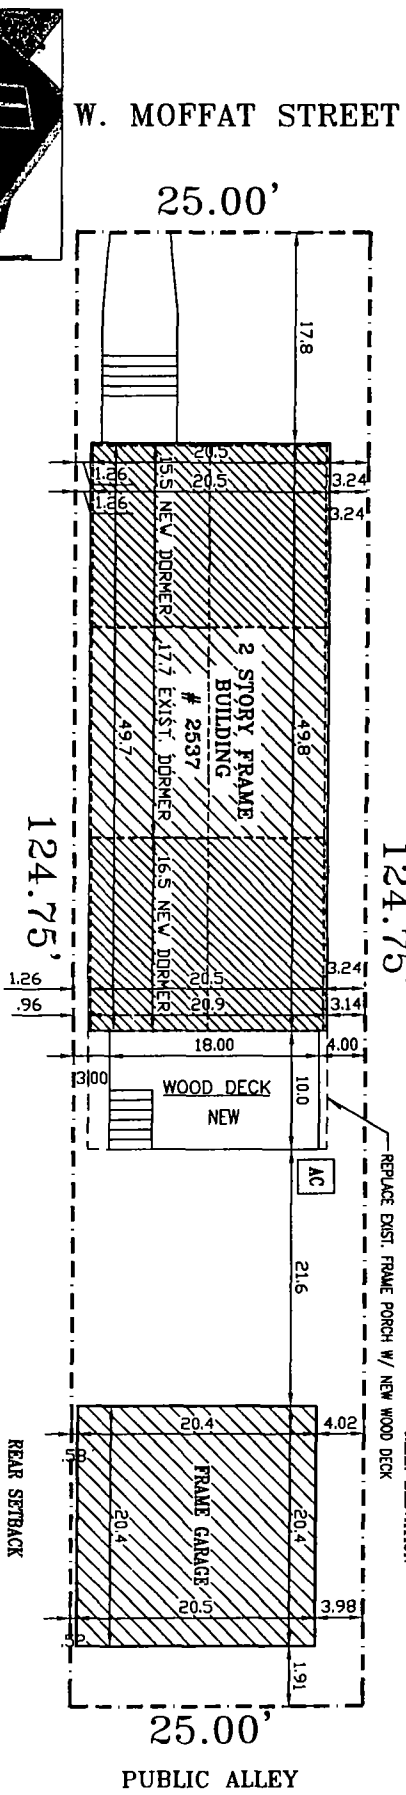 W. MOFFAT STREET
25.00'
17.8
20.5
1.26
3.24
20.5
1.26
3.24
15.5 NEW DORMER
17.7 EXIST. DORMER
16.5 NEW DORMER
2 STORY FRAME
BUILDING
# 2537
49.7
49.8
124.75'
124.75'
1.26
20.5
3.24
.96
20.9
3.14
18.00
4.00
3.00
WOOD DECK
NEW
10.0
AC
REPLACE EXIST. FRAME PORCH W/ NEW WOOD DECK
21.6
20.4
4.02
.58
FRAME GARAGE
20.4
20.4
20.5
3.98
.52
1.91
REAR SETBACK
25.00'
PUBLIC ALLEY